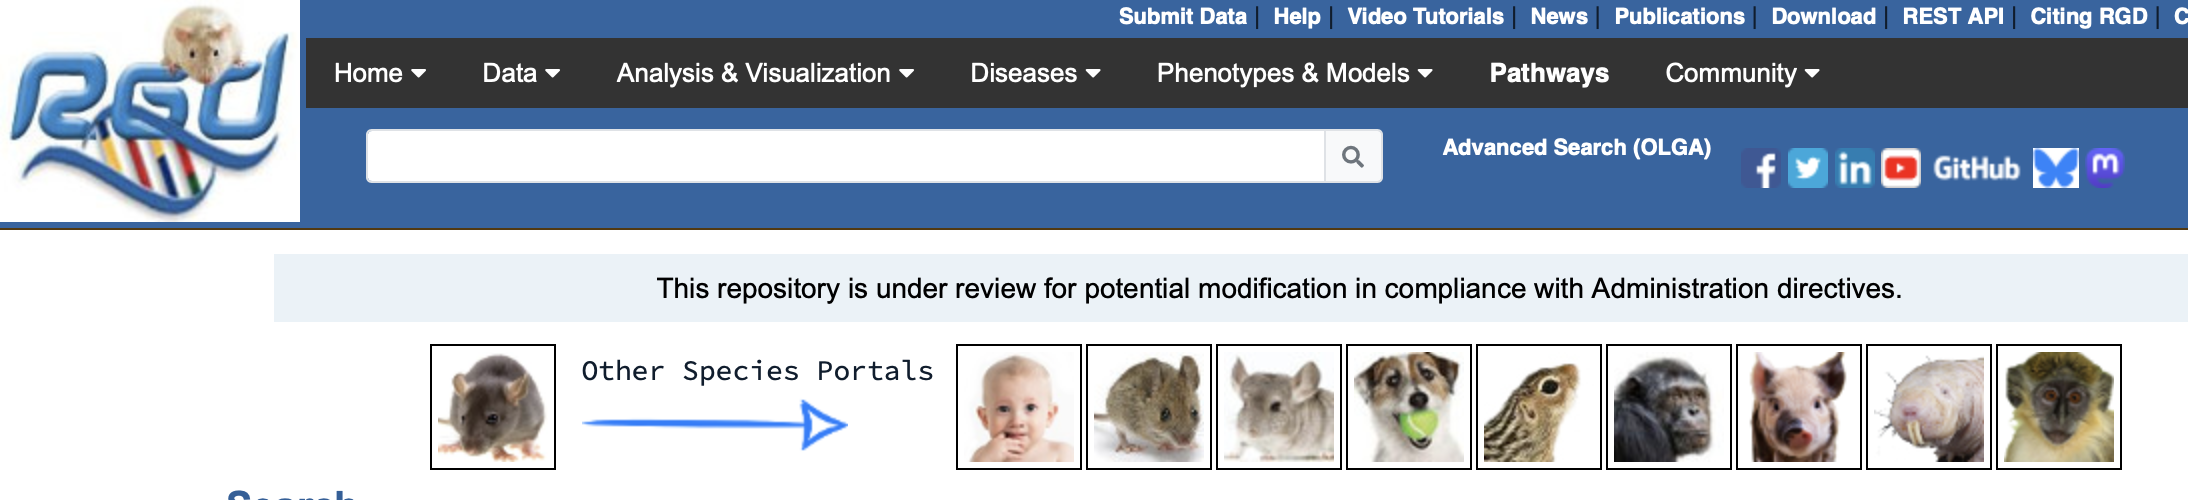 RGD
Submit Data | Help | Video Tutorials | News | Publications | Download | REST API | Citing RGD |
Home Data Analysis & Visualization Diseases Phenotypes & Models Pathways Community
Advanced Search (OLGA)
GitHub
This repository is under review for potential modification in compliance with Administration directives.
Other Species Portals
Search